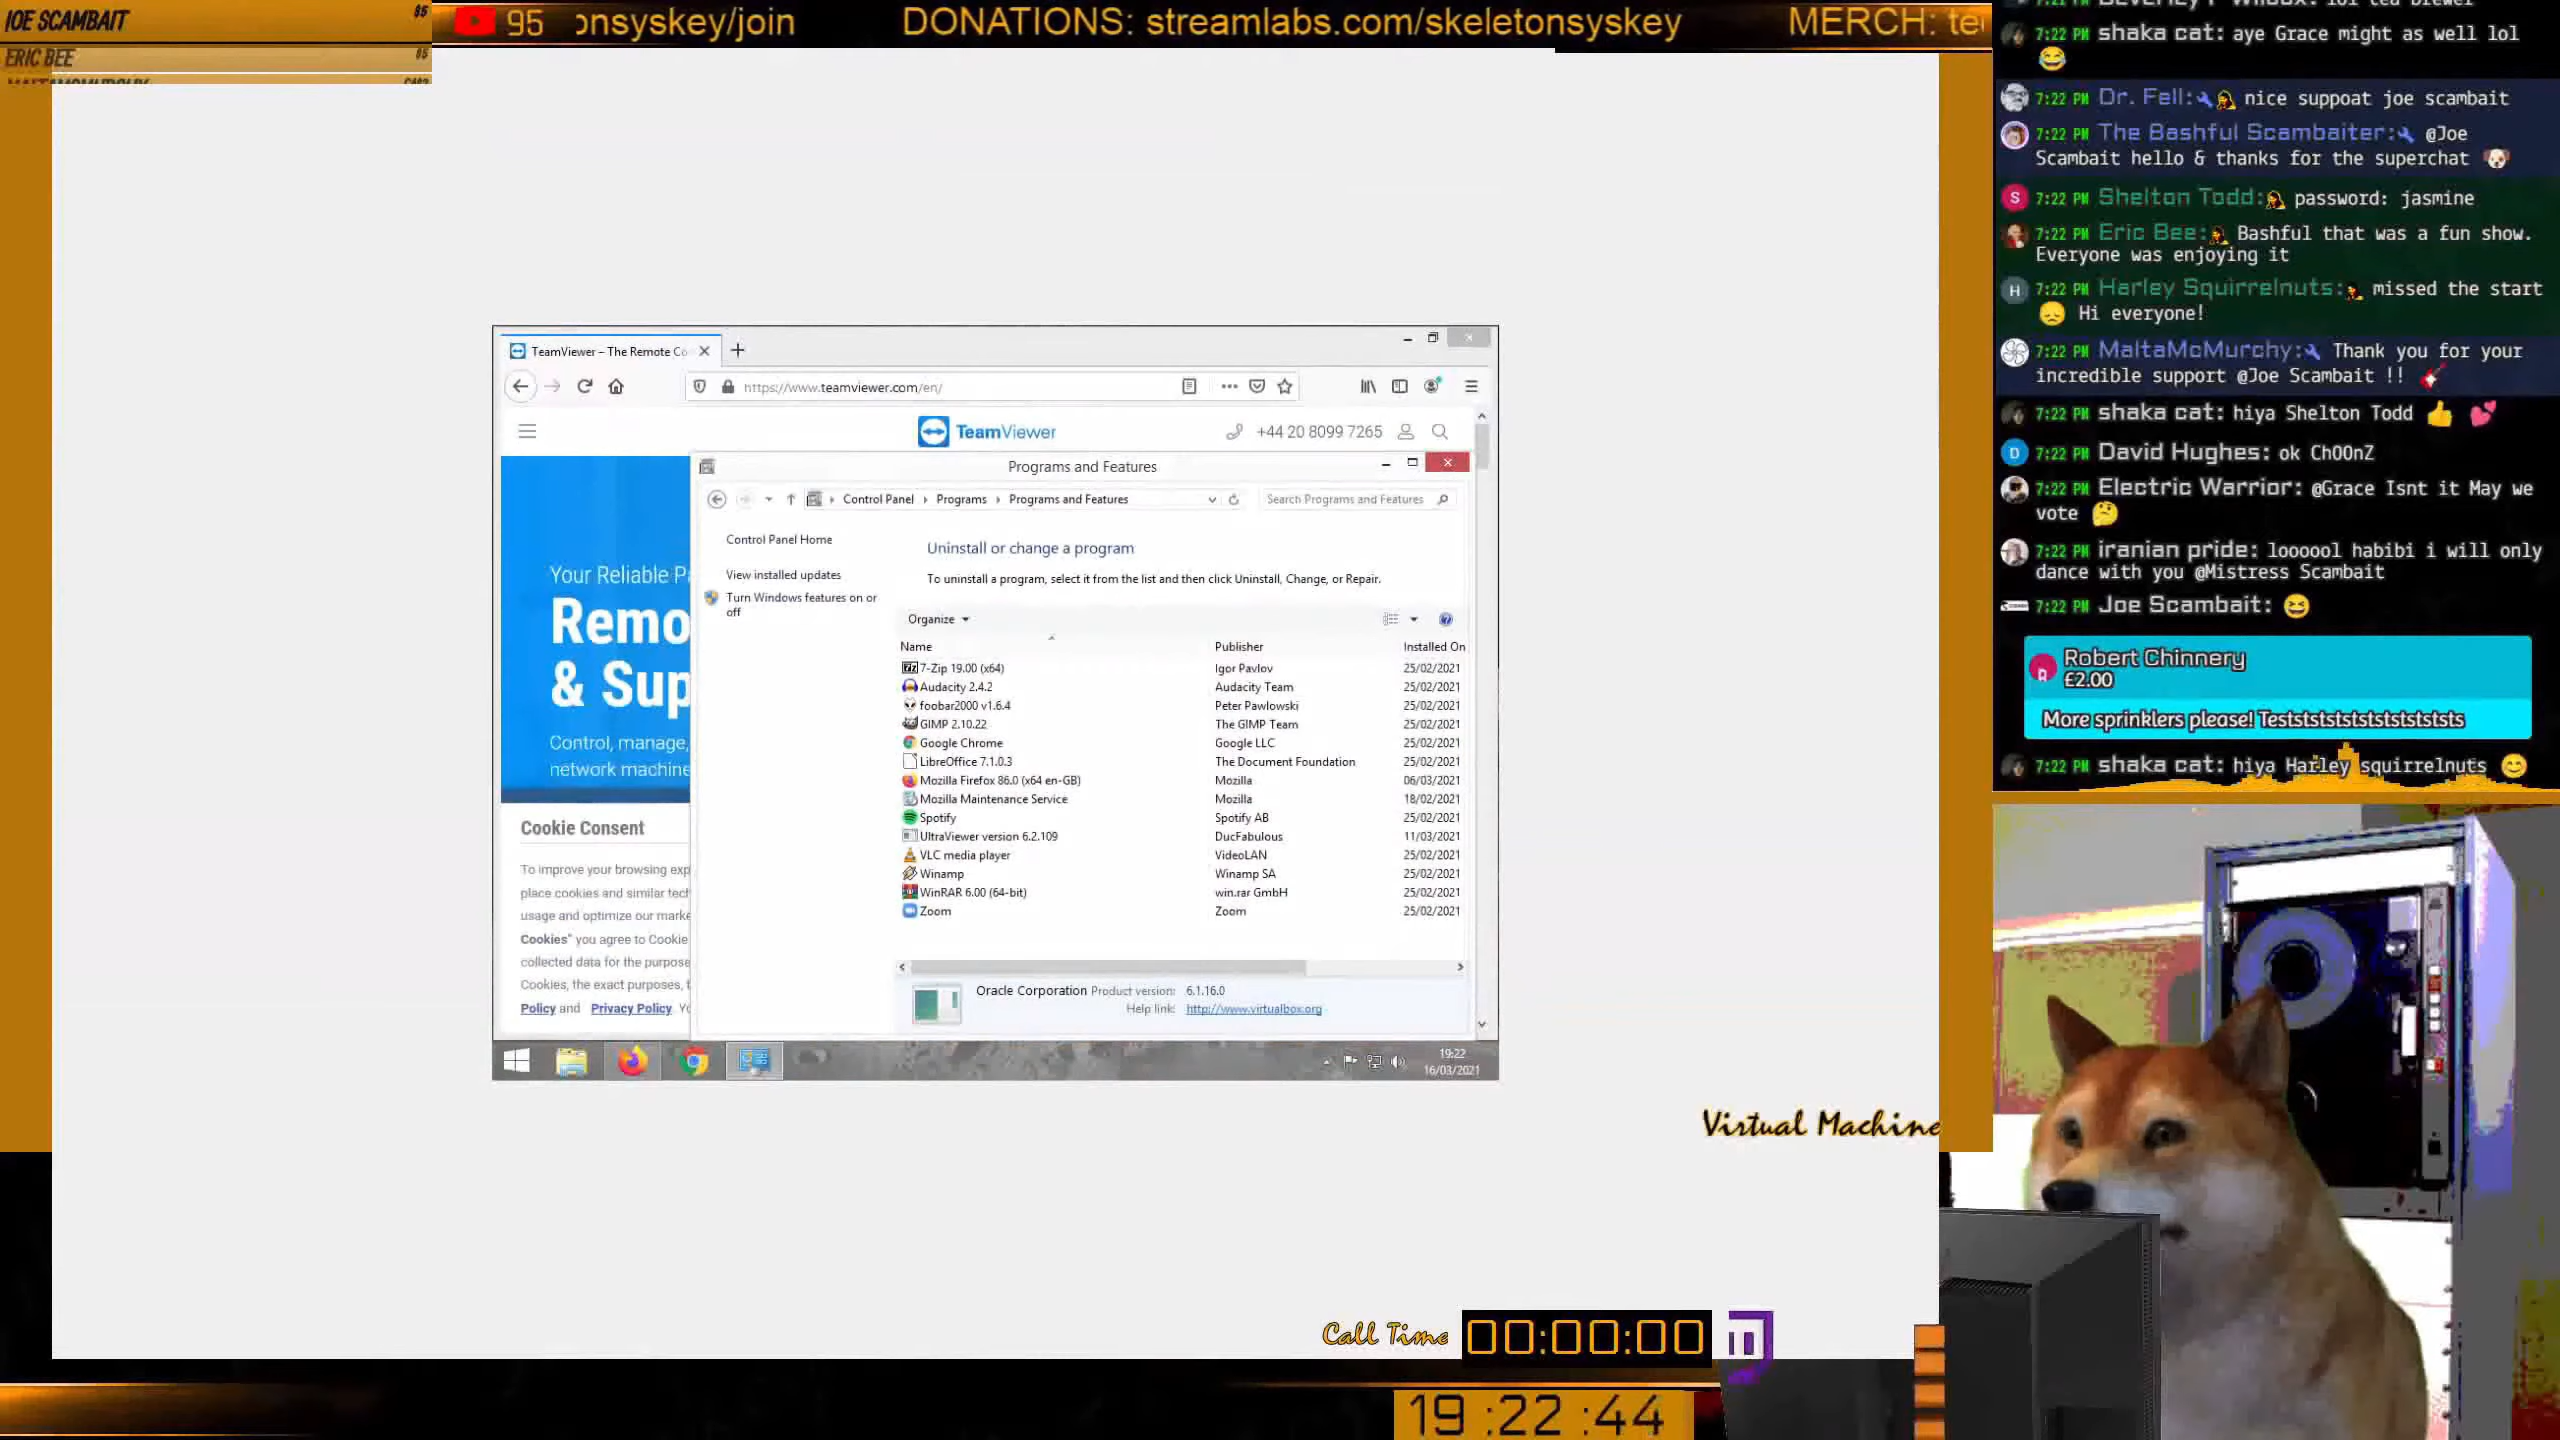 JOE SCAMBAIT $5
ERIC BEE $5
95 onsyskey/join DONATIONS: streamlabs.com/skeletonsyskey MERCH:
TeamViewer – The Remote Co
https://www.teamviewer.com/en/
TeamViewer
+44 20 8099 7265
Your Reliable
Remo
& Sup
Control, manage,
network machine
Cookie Consent
To improve your browsing exp
place cookies and similar tech
usage and optimize our marke
Cookies" you agree to Cookie
collected data for the purpose
Cookies, the exact purposes,
Policy and Privacy Policy.
Programs and Features
Control Panel Programs Programs and Features
Search Programs and Features
Control Panel Home
View installed updates
Turn Windows features on or
off
Uninstall or change a program
To uninstall a program, select it from the list and then click Uninstall, Change, or Repair.
Organize
Name Publisher Installed On
7-Zip 19.00 (x64) Igor Pavlov 25/02/2021
Audacity 2.4.2 Audacity Team 25/02/2021
foobar2000 v1.6.4 Peter Pawlowski 25/02/2021
GIMP 2.10.22 The GIMP Team 25/02/2021
Google Chrome Google LLC 25/02/2021
LibreOffice 7.1.0.3 The Document Foundation 25/02/2021
Mozilla Firefox 86.0 (x64 en-GB) Mozilla 06/03/2021
Mozilla Maintenance Service Mozilla 18/02/2021
Spotify Spotify AB 25/02/2021
UltraViewer version 6.2.109 DucFabulous 11/03/2021
VLC media player VideoLAN 25/02/2021
Winamp Winamp SA 25/02/2021
WinRAR 6.00 (64-bit) win.rar GmbH 25/02/2021
Zoom Zoom 25/02/2021
Oracle Corporation Product version: 6.1.16.0
Help link: http://www.virtualbox.org
19:22
16/03/2021
Virtual Machine
Call Time 00:00:00
19 :22 :44
7:22 PM shaka cat: aye Grace might as well lol
😂
7:22 PM Dr. Fell: nice suppoat joe scambait
7:22 PM The Bashful Scambaiter: @Joe
Scambait hello & thanks for the superchat 🐶
S 7:22 PM Shelton Todd: password: jasmine
7:22 PM Eric Bee: Bashful that was a fun show.
Everyone was enjoying it
H 7:22 PM Harley Squirrelnuts: missed the start
😞 Hi everyone!
7:22 PM MaltaMcMurchy: Thank you for your
incredible support @Joe Scambait !!
7:22 PM shaka cat: hiya Shelton Todd 👍 💕
D 7:22 PM David Hughes: ok ChOOnZ
7:22 PM Electric Warrior: @Grace Isnt it May we
vote 🤔
7:22 PM iranian pride: loooool habibi i will only
dance with you @Mistress Scambait
7:22 PM Joe Scambait: 😆
R Robert Chinnery
£2.00
More sprinklers please! Teststststststststststs
7:22 PM shaka cat: hiya Harley squirrelnuts 😊